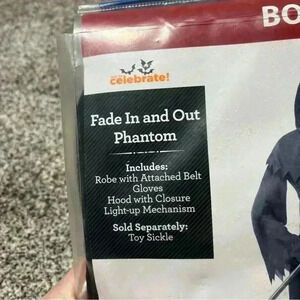 BO
celebrate!
Fade In and Out
Phantom
Includes:
Robe with Attached Belt
Gloves
Hood with Closure
Light-up Mechanism
Sold Separately:
Toy Sickle